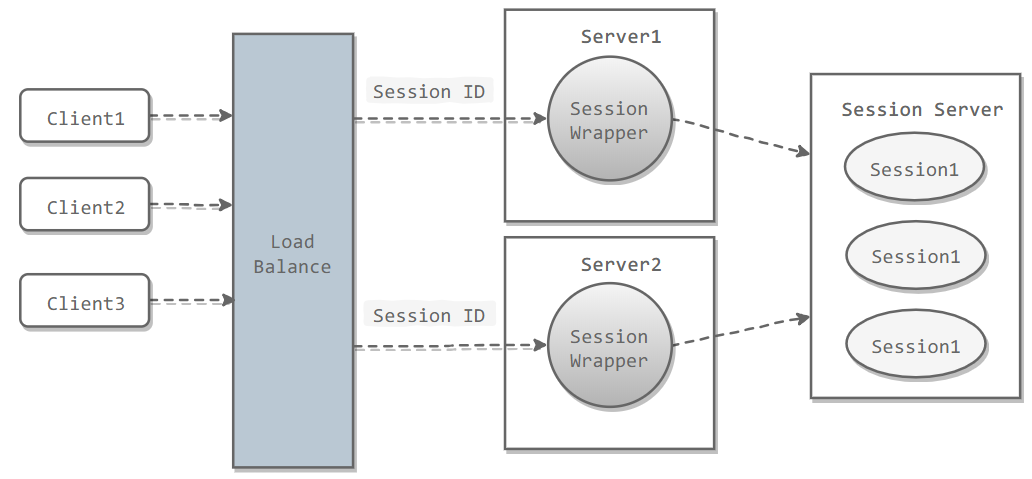 Client1
Client2
Client3
Load
Balance
Session ID
Session ID
Server1
Session
Wrapper
Server2
Session
Wrapper
Session Server
Session1
Session1
Session1